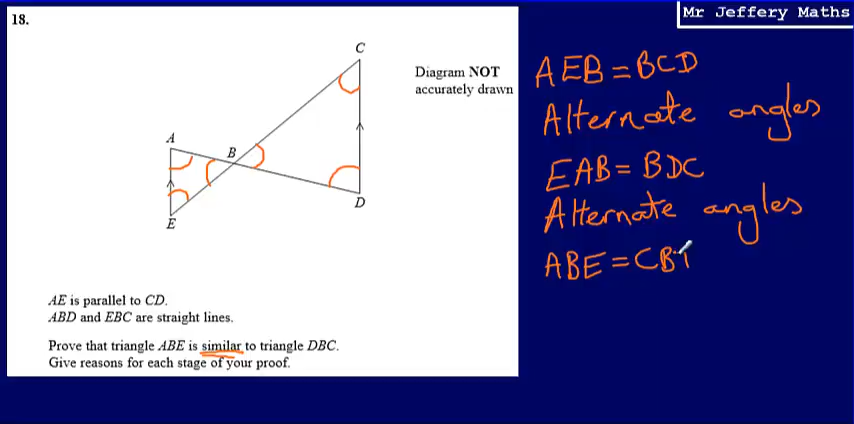 Mr Jeffery Maths
18.
C
Diagram NOT
accurately drawn
A
B
D
E
AE is parallel to CD.
ABD and EBC are straight lines.
Prove that triangle ABE is similar to triangle DBC.
Give reasons for each stage of your proof.
AEB = BCD
Alternate angles
EAB = BDC
Alternate angles
ABE = CB